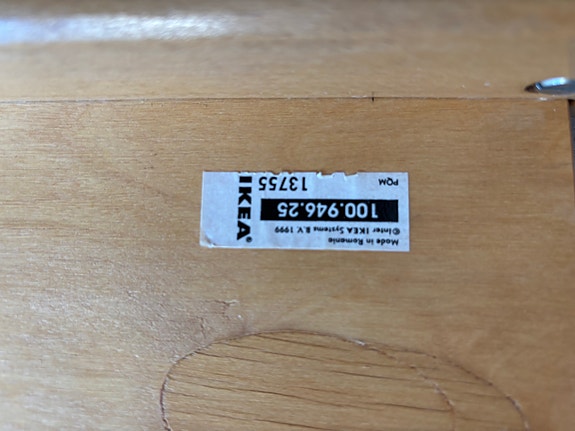 Made in Romania
©Inter IKEA Systems B.V. 1999
100.946.25
PQM
13755
IKEA®